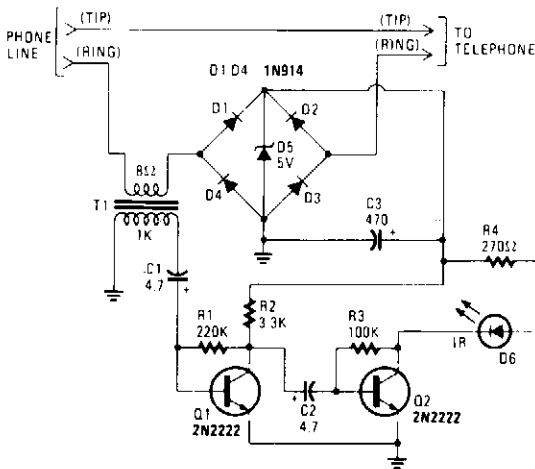 PHONE LINE
(TIP)
(RING)
(TIP)
(RING)
TO TELEPHONE
D1 D4 1N914
D1
D2
D5
5V
D4
D3
8Ω
T1
1K
C3
470
+
R4
270Ω
.C1
4.7
+
R1
220K
R2
3.3K
R3
100K
IR
D6
+
C2
4.7
Q1
2N2222
Q2
2N2222